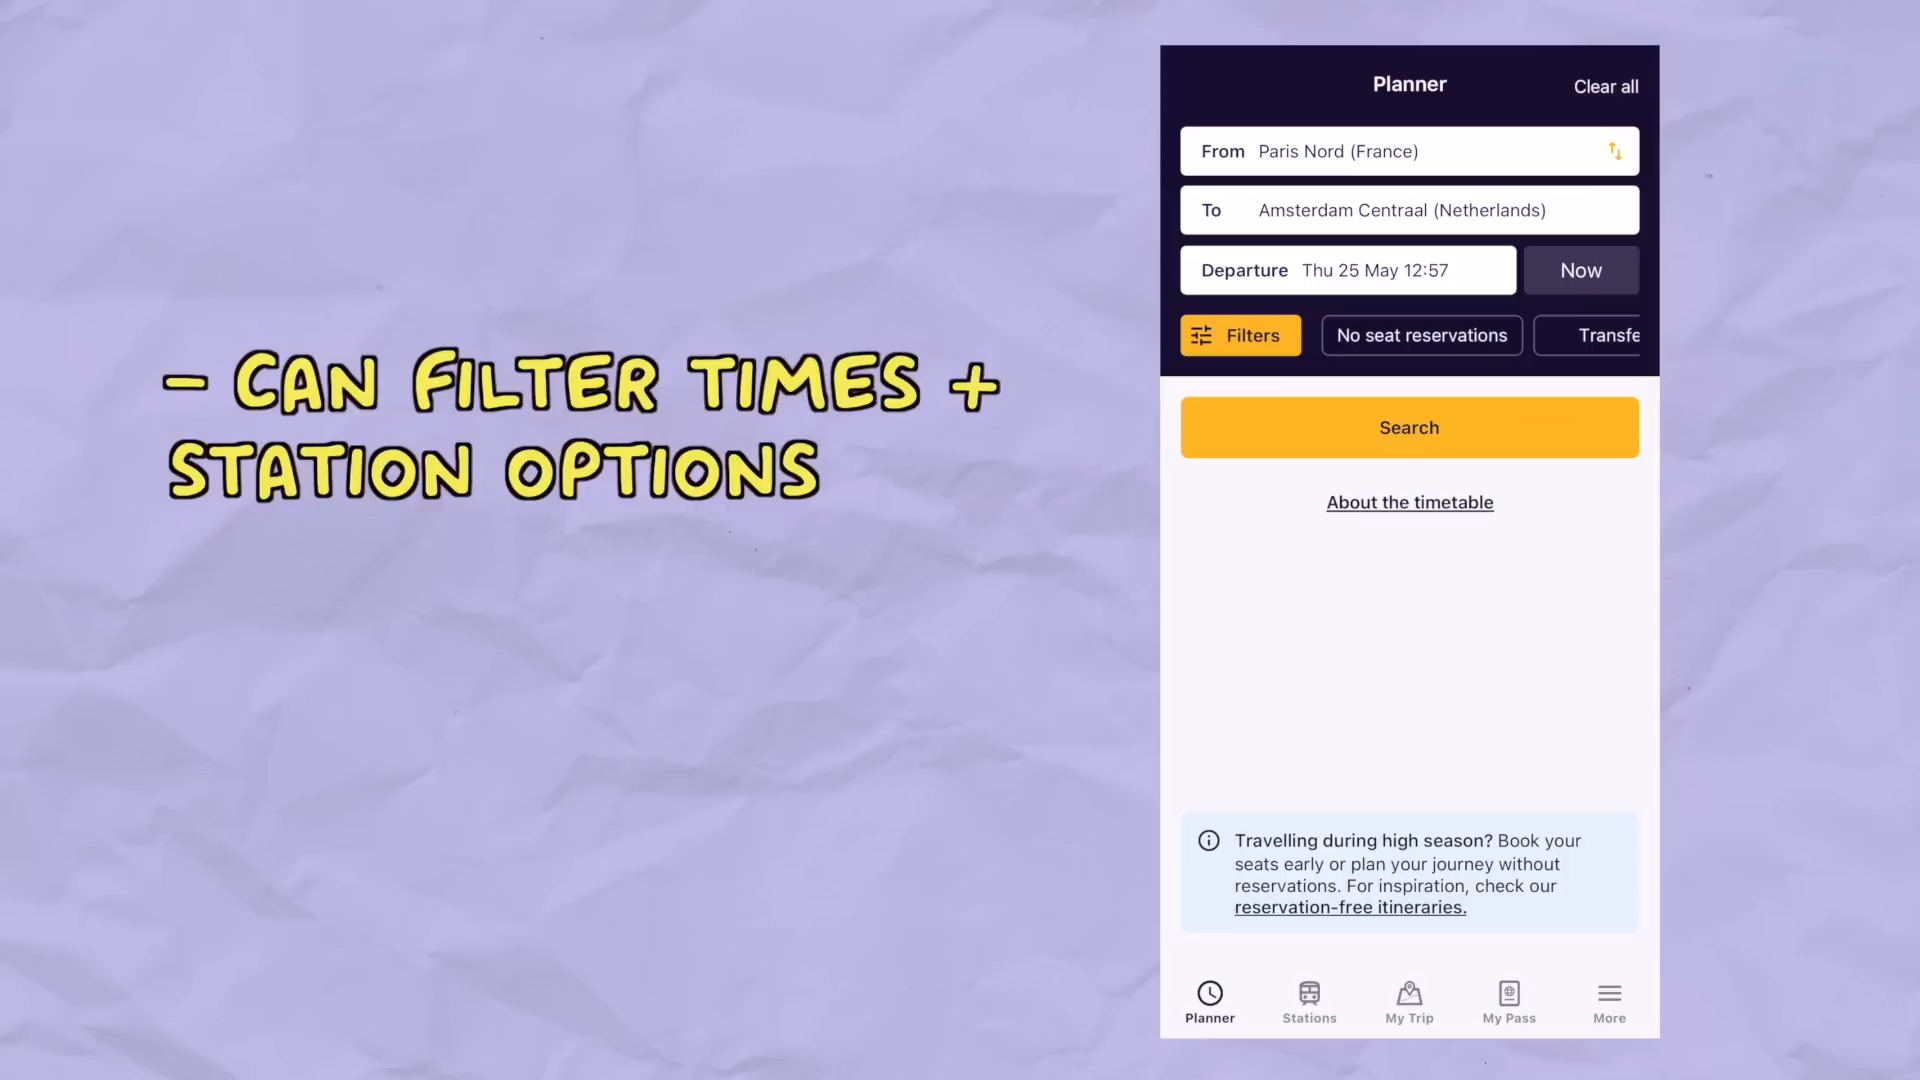 - CAN FILTER TIMES +
STATION OPTIONS
Planner
Clear all
From Paris Nord (France)
To Amsterdam Centraal (Netherlands)
Departure Thu 25 May 12:57
Now
Filters
No seat reservations
Transfe
Search
About the timetable
Travelling during high season? Book your
seats early or plan your journey without
reservations. For inspiration, check our
reservation-free itineraries.
Planner
Stations
My Trip
My Pass
More